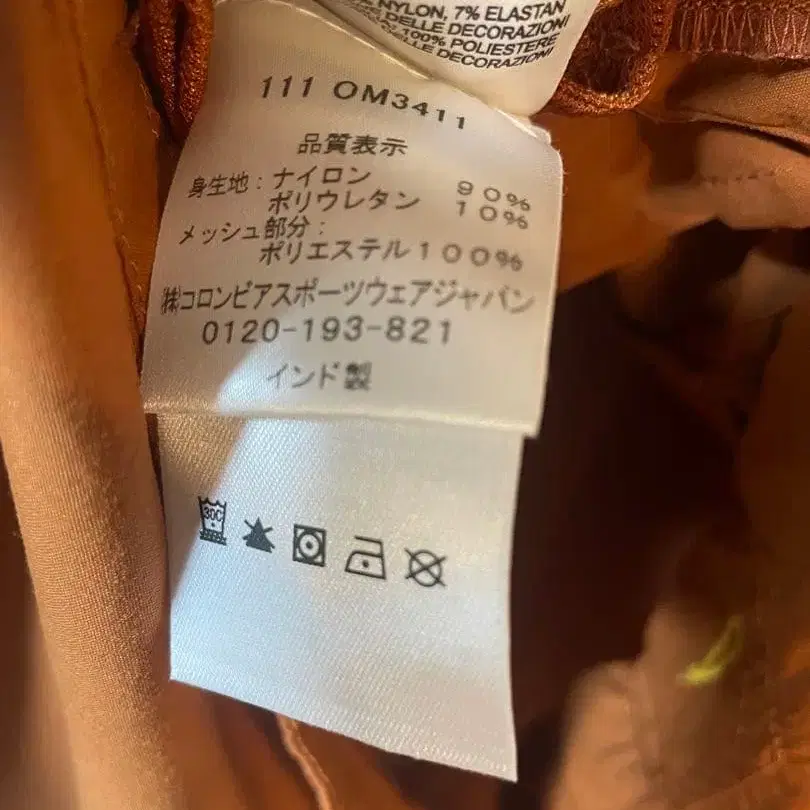 NYLON, 7% ELASTAN
DELLE DECORAZIONI
100% POLIESTERE
DELLE DECORAZIONI
111 OM3411
品質表示
身生地：ナイロン 90%
ポリウレタン 10%
メッシュ部分：
ポリエステル100%
㈱コロンビアスポーツウェアジャパン
0120-193-821
インド製
30C